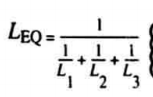 L_EQ = 1 / (1/L_1 + 1/L_2 + 1/L_3)